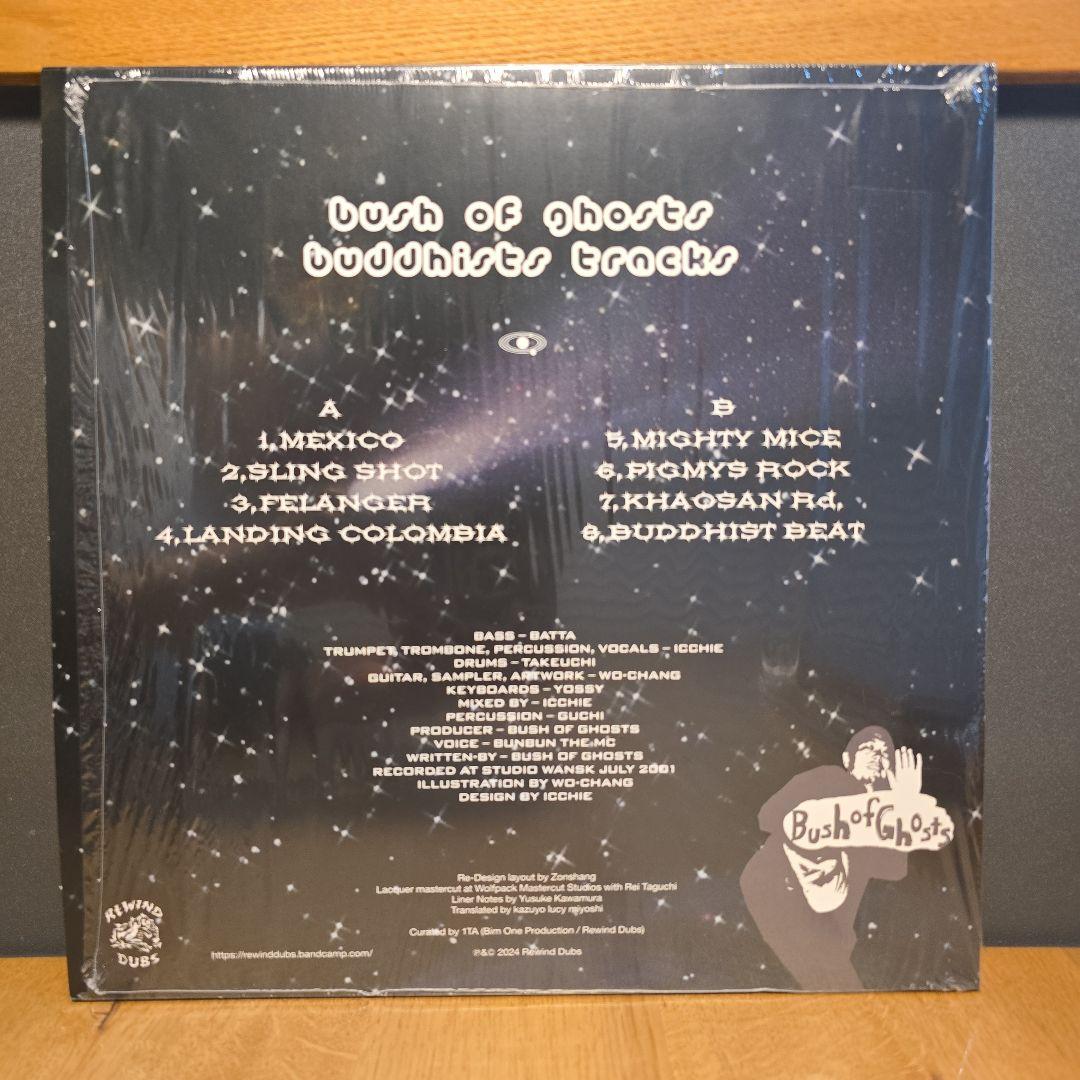 bush of ghosts
buddhists tracks
A
1,MEXICO
2,SLING SHOT
3,FELANGER
4,LANDING COLOMBIA
B
5,MIGHTY MICE
6,PIGMYS ROCK
7,KHAOSAN Rd,
8,BUDDHIST BEAT
BASS – BATTA
TRUMPET, TROMBONE, PERCUSSION, VOCALS – ICCHIE
DRUMS – TAKEUCHI
GUITAR, SAMPLER, ARTWORK – WO-CHANG
KEYBOARDS – YOSSY
MIXED BY – ICCHIE
PERCUSSION – GUCHI
PRODUCER – BUSH OF GHOSTS
VOICE – BUNBUN THE MC
WRITTEN-BY – BUSH OF GHOSTS
RECORDED AT STUDIO WANSK JULY 2001
ILLUSTRATION BY WO-CHANG
DESIGN BY ICCHIE
Bush of Ghosts
Re-Design layout by Zonshang
Lacquer mastercut at Wolfpack Mastercut Studios with Rei Taguchi
Liner Notes by Yusuke Kawamura
Translated by kazuyo lucy miyoshi
Curated by 1TA (Bim One Production / Rewind Dubs)
REWIND
DUBS
https://rewinddubs.bandcamp.com/
℗&© 2024 Rewind Dubs